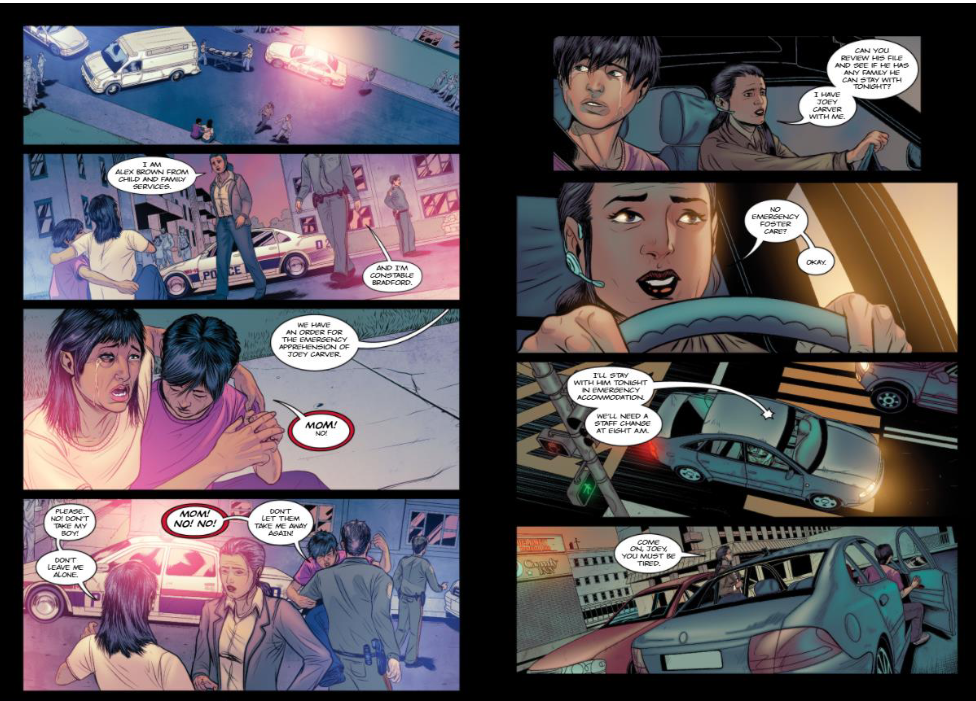 I AM
ALEX BROWN FROM
CHILD AND FAMILY
SERVICES.
POLICE
AND I'M
CONSTABLE
BRADFORD.
WE HAVE
AN ORDER FOR
THE EMERGENCY
APPREHENSION OF
JOEY CARVER.
MOM!
NO!
PLEASE.
NO! DON'T
TAKE MY
BOY!
DON'T
LEAVE ME
ALONE.
MOM!
NO! NO!
DON'T
LET THEM
TAKE ME AWAY
AGAIN!
CAN YOU
REVIEW HIS FILE
AND SEE IF HE HAS
ANY FAMILY HE
CAN STAY WITH
TONIGHT?
I HAVE
JOEY
CARVER
WITH ME.
NO
EMERGENCY
FOSTER
CARE?
OKAY.
I'LL STAY
WITH HIM TONIGHT
IN EMERGENCY
ACCOMMODATION.
WE'LL NEED A
STAFF CHANGE
AT EIGHT A.M.
COME
ON, JOEY,
YOU MUST BE
TIRED.